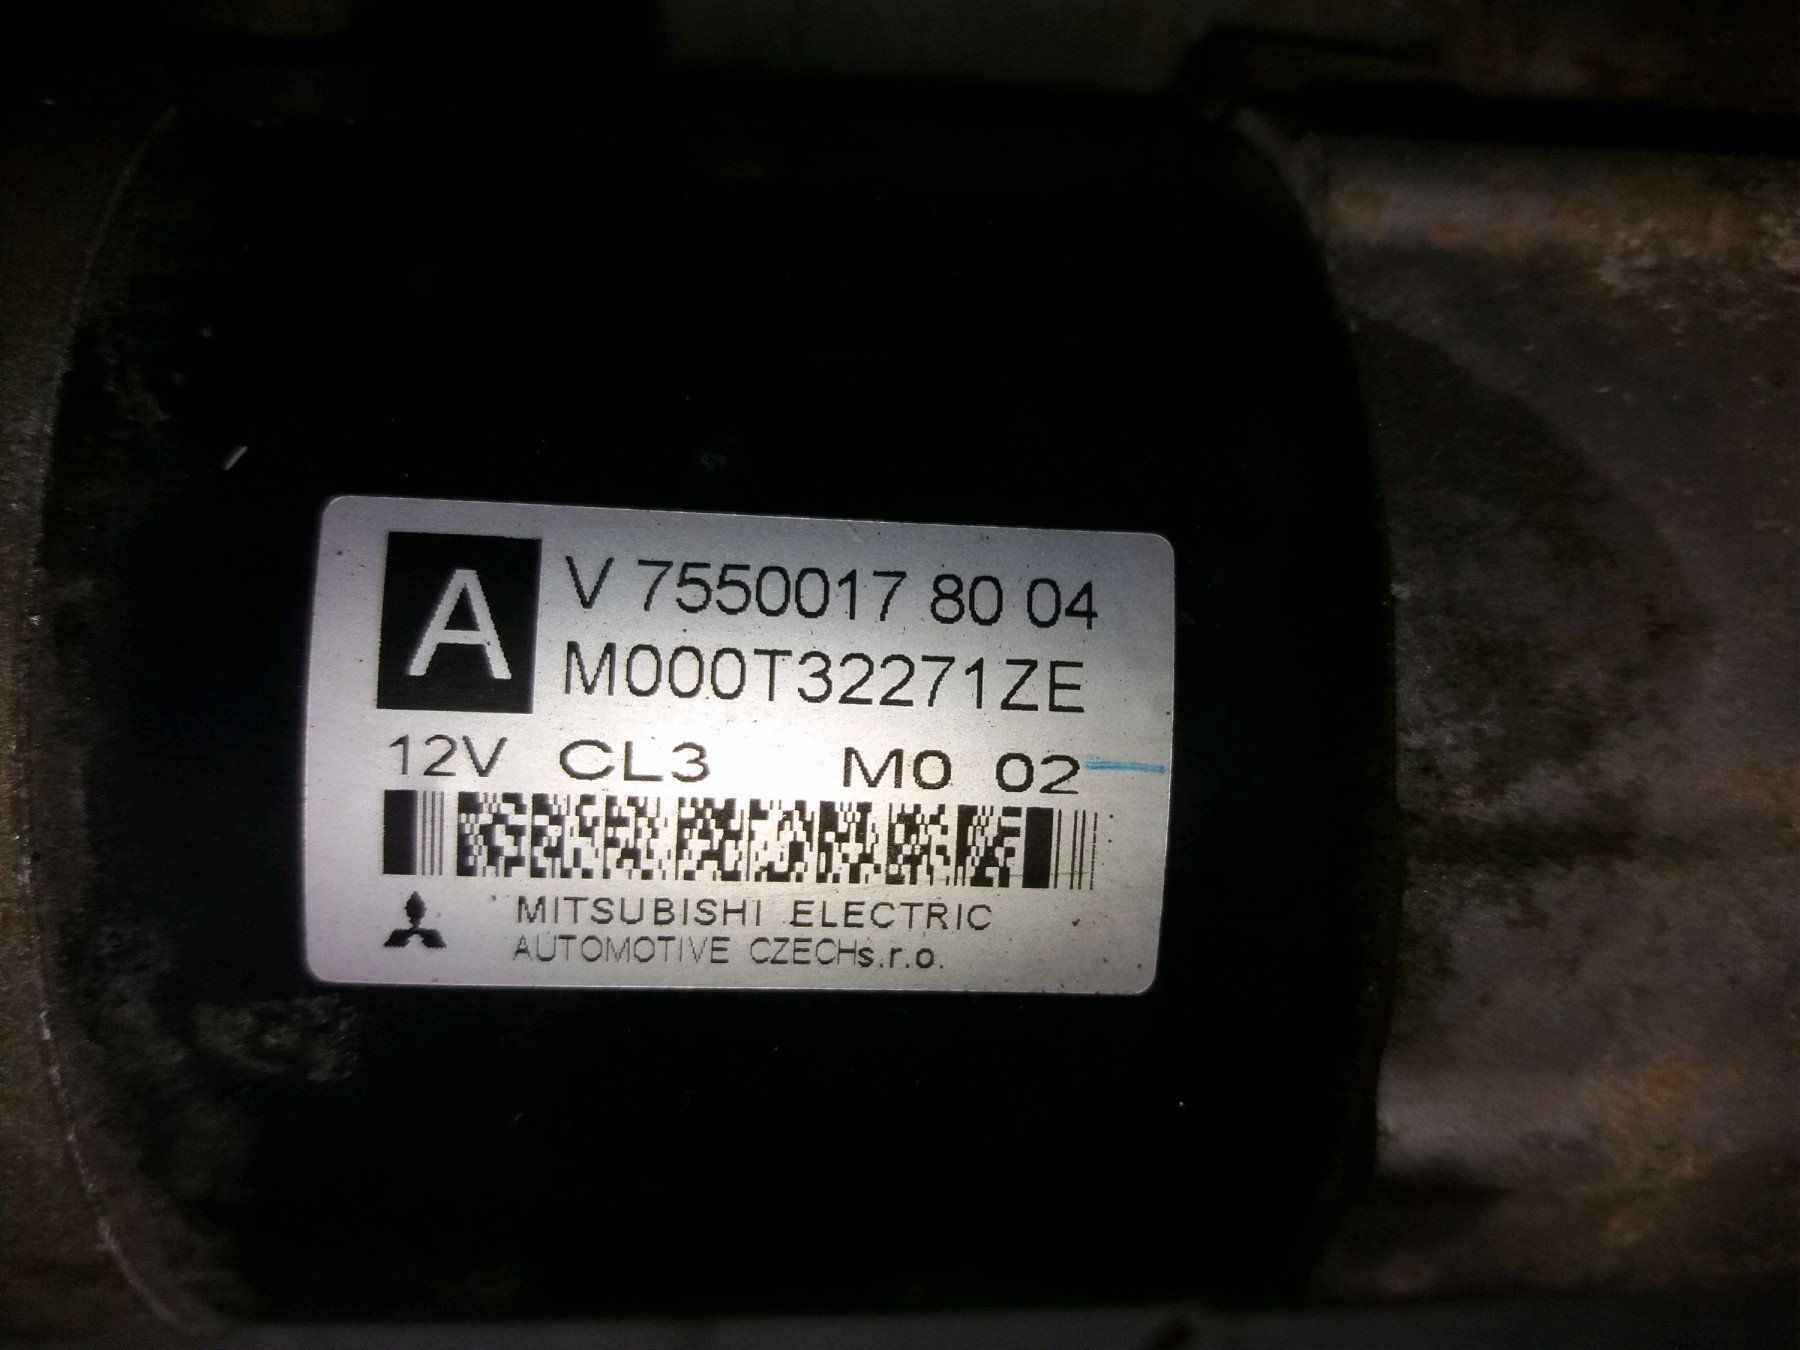 A
V 7550017 80 04
M000T32271ZE
12V CL3 M0 02
MITSUBISHI ELECTRIC
AUTOMOTIVE CZECHs.r.o.